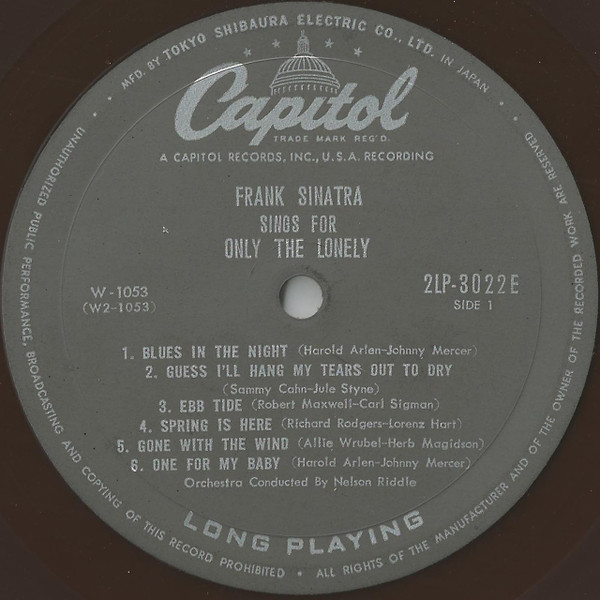 • MFD. BY TOKYO SHIBAURA ELECTRIC CO., LTD. IN JAPAN •
Capitol
TRADE MARK REG'D.
A CAPITOL RECORDS, INC., U.S.A. RECORDING
FRANK SINATRA
SINGS FOR
ONLY THE LONELY
W-1053
(W2-1053)
2LP-3022E
SIDE 1
1. BLUES IN THE NIGHT (Harold Arlen-Johnny Mercer)
2. GUESS I'LL HANG MY TEARS OUT TO DRY
(Sammy Cahn-Jule Styne)
3. EBB TIDE (Robert Maxwell-Carl Sigman)
4. SPRING IS HERE (Richard Rodgers-Lorenz Hart)
5. GONE WITH THE WIND (Allie Wrubel-Herb Magidson)
6. ONE FOR MY BABY (Harold Arlen-Johnny Mercer)
Orchestra Conducted By Nelson Riddle
LONG PLAYING
UNAUTHORIZED PUBLIC PERFORMANCE, BROADCASTING AND COPYING OF THIS RECORD PROHIBITED • ALL RIGHTS OF THE MANUFACTURER AND OF THE OWNER OF THE RECORDED WORK ARE RESERVED